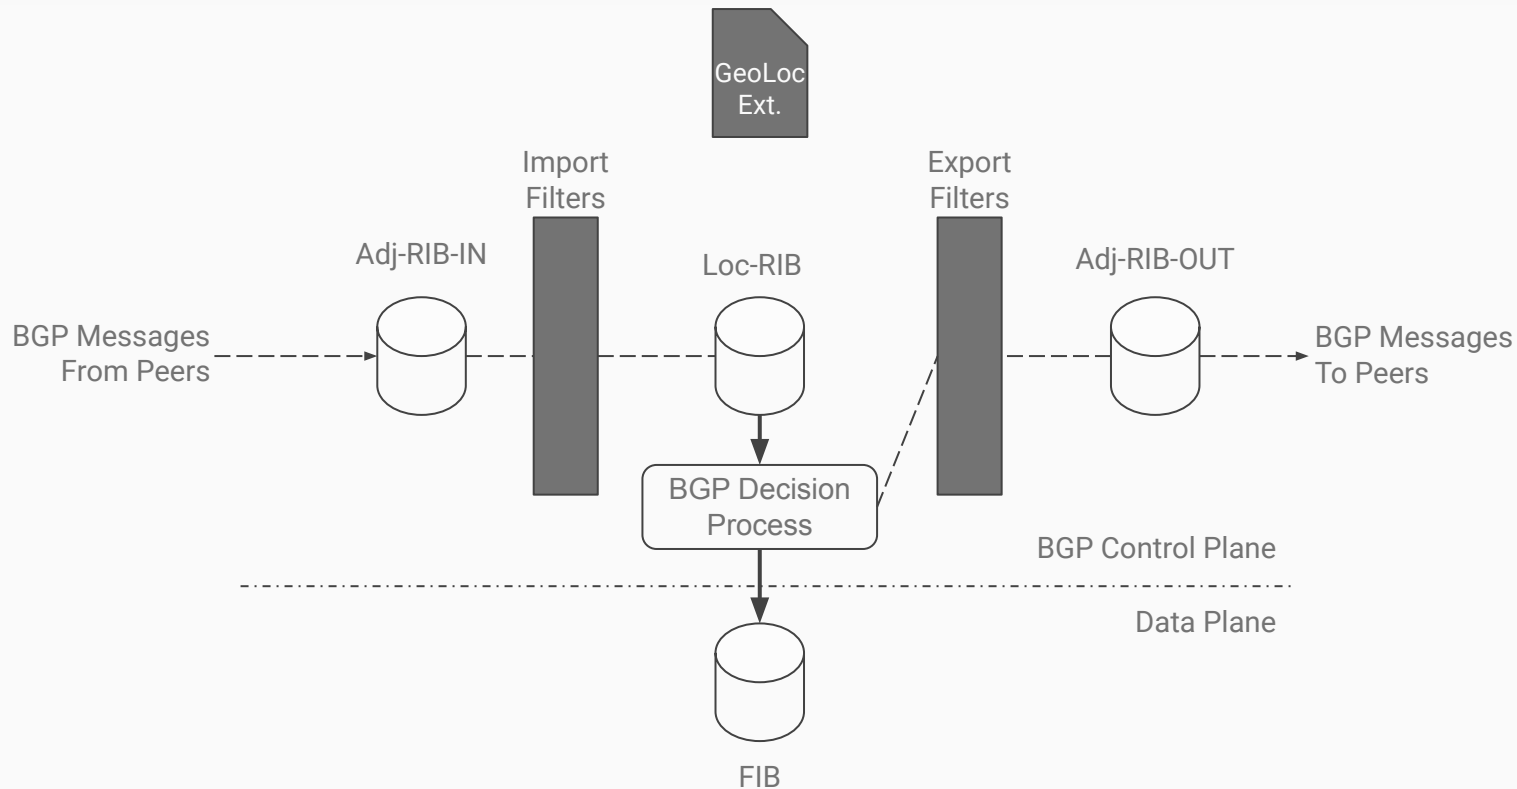 GeoLoc
Ext.
Import
Filters
Export
Filters
Adj-RIB-IN
Loc-RIB
Adj-RIB-OUT
BGP Messages
From Peers
BGP Messages
To Peers
BGP Decision
Process
BGP Control Plane
Data Plane
FIB